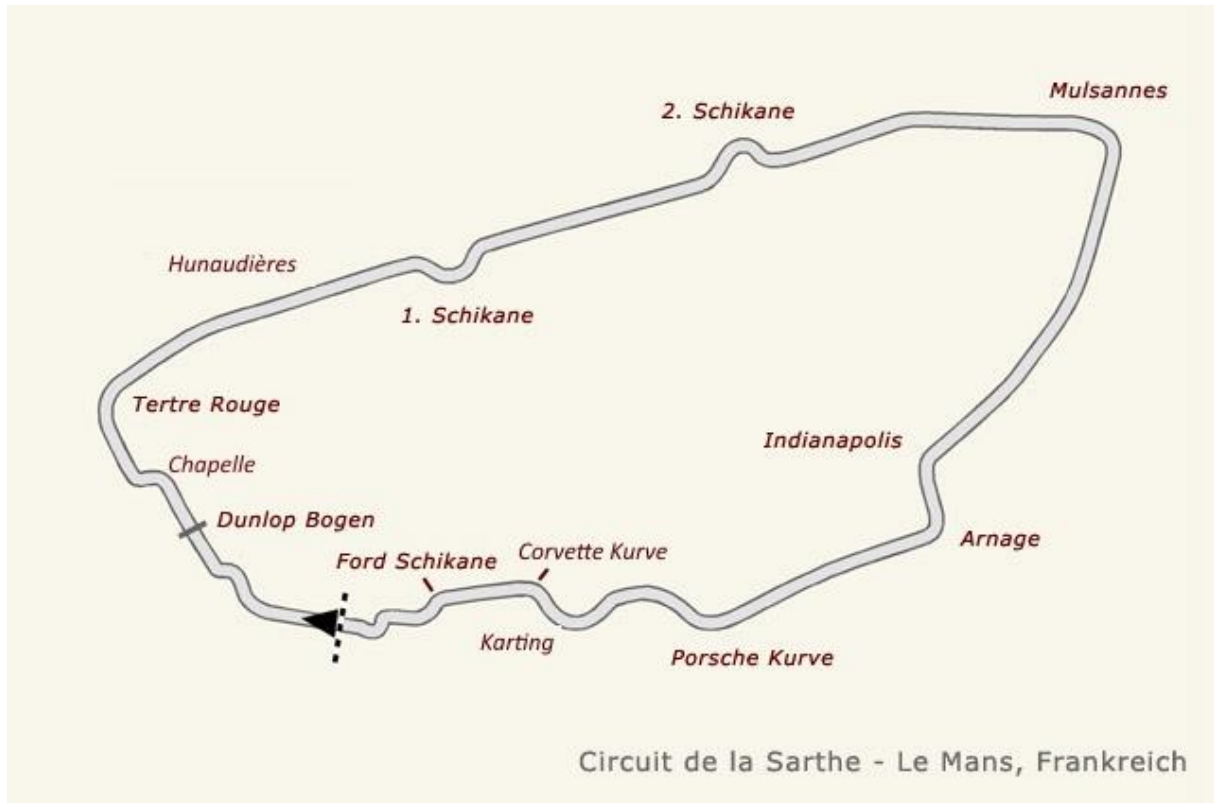 Mulsannes
2. Schikane
Hunaudières
1. Schikane
Tertre Rouge
Indianapolis
Chapelle
Dunlop Bogen
Arnage
Ford Schikane
Corvette Kurve
Karting
Porsche Kurve
Circuit de la Sarthe - Le Mans, Frankreich